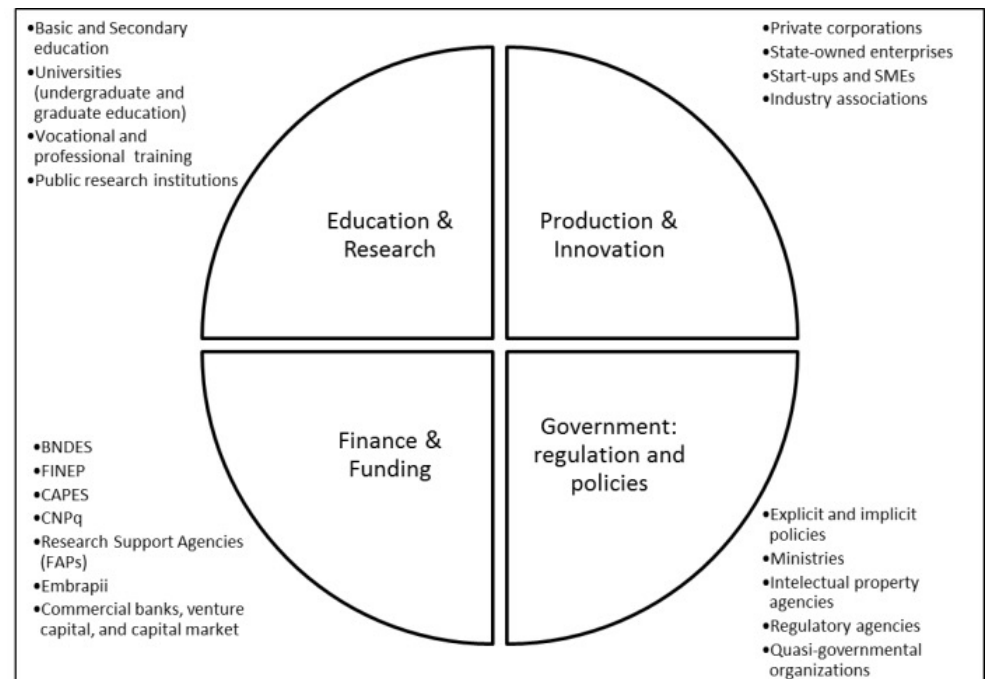 •Basic and Secondary
education
•Universities
(undergraduate and
graduate education)
•Vocational and
professional training
•Public research institutions
•Private corporations
•State-owned enterprises
•Start-ups and SMEs
•Industry associations
Education &
Research
Production &
Innovation
Finance &
Funding
Government:
regulation and
policies
•BNDES
•FINEP
•CAPES
•CNPq
•Research Support Agencies
(FAPs)
•Embrapii
•Commercial banks, venture
capital, and capital market
•Explicit and implicit
policies
•Ministries
•Intelectual property
agencies
•Regulatory agencies
•Quasi-governmental
organizations